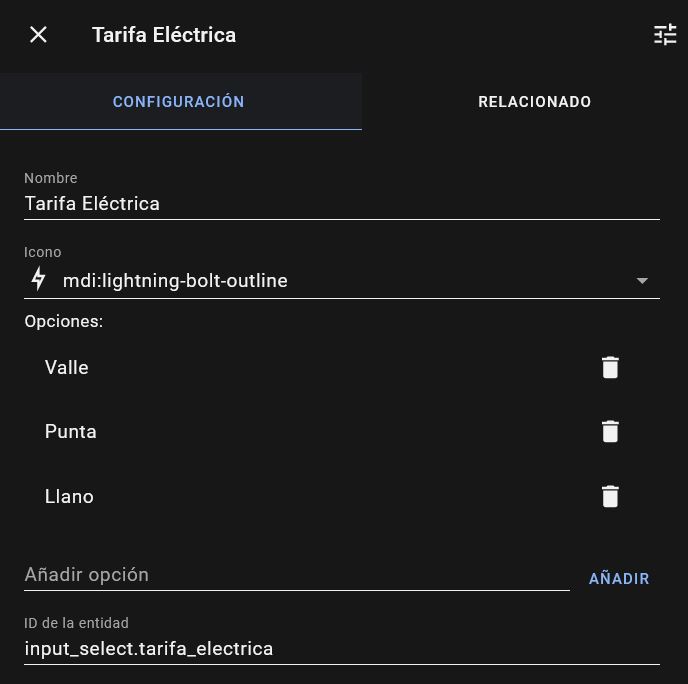 Tarifa Eléctrica
CONFIGURACIÓN RELACIONADO
Nombre
Tarifa Eléctrica
Icono
mdi:lightning-bolt-outline
Opciones:
Valle
Punta
Llano
Añadir opción AÑADIR
ID de la entidad
input_select.tarifa_electrica